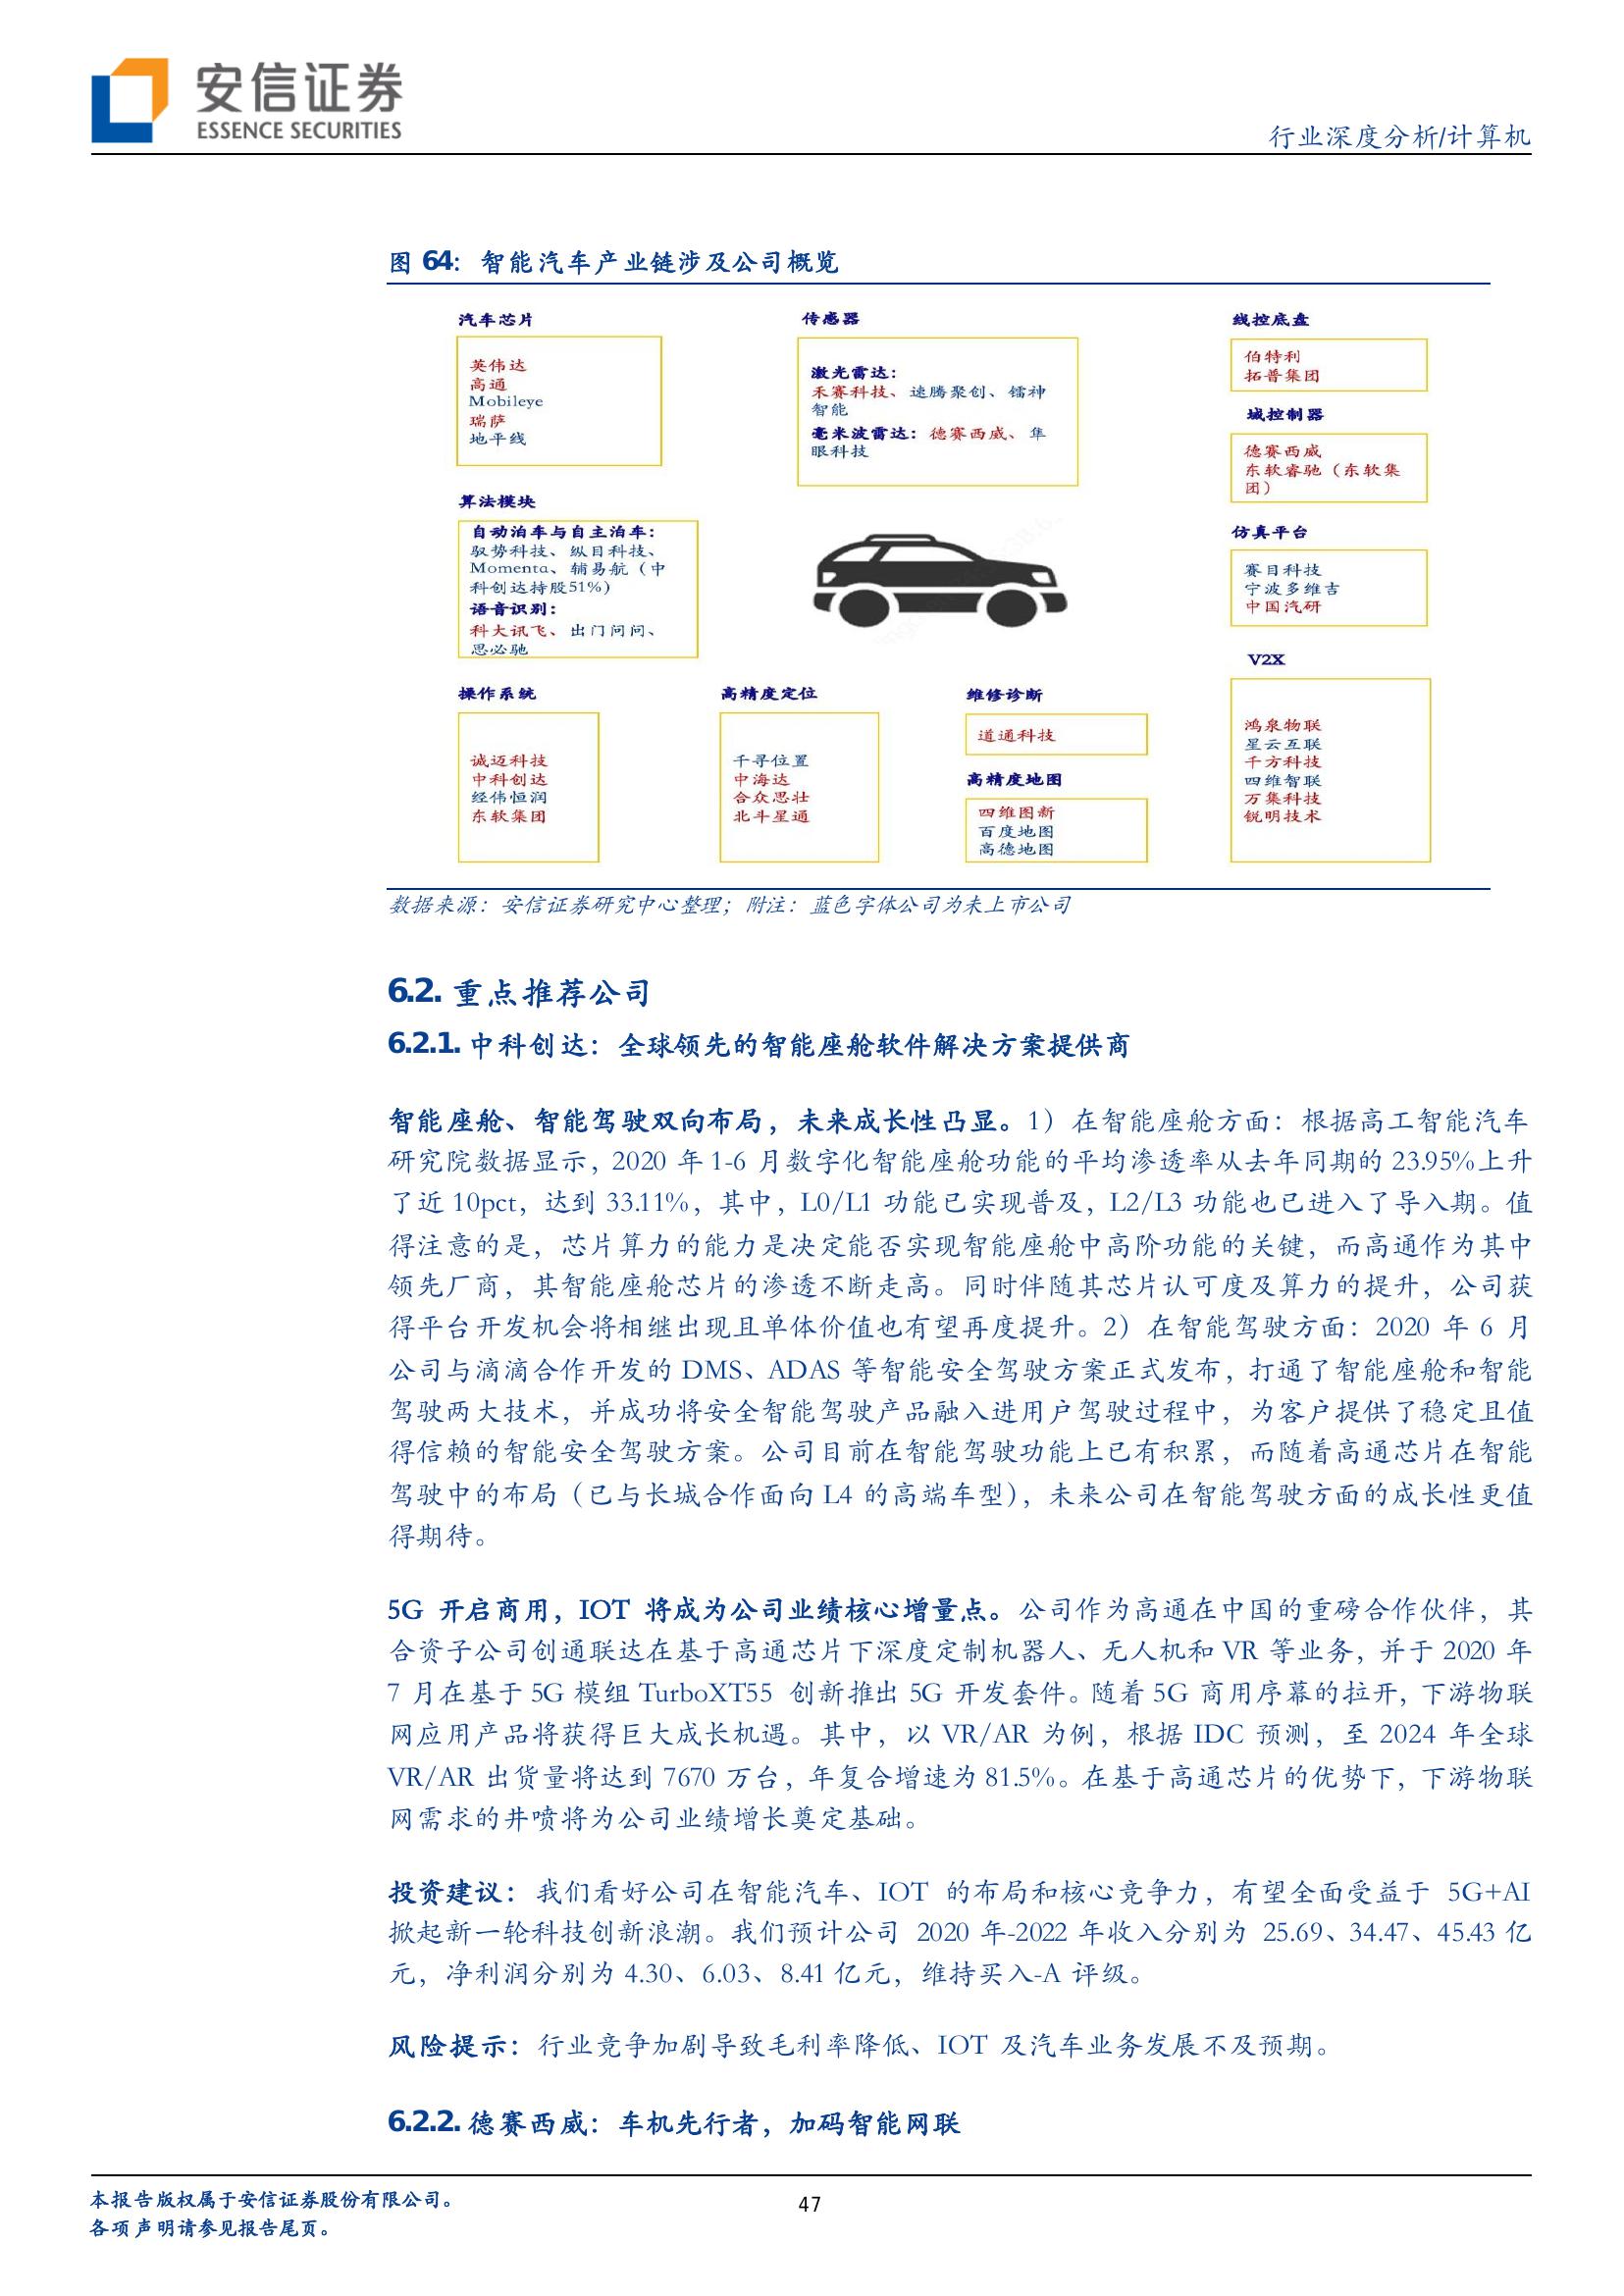 安信证券
ESSENCE SECURITIES
行业深度分析/计算机
图 64：智能汽车产业链涉及公司概览
汽车芯片
英伟达
高通
Mobileye
瑞萨
地平线
传感器
激光雷达：
禾赛科技、速腾聚创、镭神
智能
毫米波雷达：德赛西威、隼
眼科技
线控底盘
伯特利
拓普集团
域控制器
德赛西威
东软睿驰（东软集
团）
算法模块
自动泊车与自主泊车：
驭势科技、纵目科技、
Momenta、辅易航（中
科创达持股51%）
语音识别：
科大讯飞、出门问问、
思必驰
仿真平台
赛目科技
宁波多维吉
中国汽研
操作系统
诚迈科技
中科创达
经伟恒润
东软集团
高精度定位
千寻位置
中海达
合众思壮
北斗星通
维修诊断
道通科技
高精度地图
四维图新
百度地图
高德地图
V2X
鸿泉物联
星云互联
千方科技
四维智联
万集科技
锐明技术
数据来源：安信证券研究中心整理；附注：蓝色字体公司为未上市公司
6.2. 重点推荐公司
6.2.1. 中科创达：全球领先的智能座舱软件解决方案提供商
智能座舱、智能驾驶双向布局，未来成长性凸显。1）在智能座舱方面：根据高工智能汽车
研究院数据显示，2020 年 1-6 月数字化智能座舱功能的平均渗透率从去年同期的 23.95%上升
了近 10pct，达到 33.11%，其中，L0/L1 功能已实现普及，L2/L3 功能也已进入了导入期。值
得注意的是，芯片算力的能力是决定能否实现智能座舱中高阶功能的关键，而高通作为其中
领先厂商，其智能座舱芯片的渗透不断走高。同时伴随其芯片认可度及算力的提升，公司获
得平台开发机会将相继出现且单体价值也有望再度提升。2）在智能驾驶方面：2020 年 6 月
公司与滴滴合作开发的 DMS、ADAS 等智能安全驾驶方案正式发布，打通了智能座舱和智能
驾驶两大技术，并成功将安全智能驾驶产品融入进用户驾驶过程中，为客户提供了稳定且值
得信赖的智能安全驾驶方案。公司目前在智能驾驶功能上已有积累，而随着高通芯片在智能
驾驶中的布局（已与长城合作面向 L4 的高端车型），未来公司在智能驾驶方面的成长性更值
得期待。
5G 开启商用，IOT 将成为公司业绩核心增量点。公司作为高通在中国的重磅合作伙伴，其
合资子公司创通联达在基于高通芯片下深度定制机器人、无人机和 VR 等业务，并于 2020 年
7 月在基于 5G 模组 TurboXT55 创新推出 5G 开发套件。随着 5G 商用序幕的拉开，下游物联
网应用产品将获得巨大成长机遇。其中，以 VR/AR 为例，根据 IDC 预测，至 2024 年全球
VR/AR 出货量将达到 7670 万台，年复合增速为 81.5%。在基于高通芯片的优势下，下游物联
网需求的井喷将为公司业绩增长奠定基础。
投资建议：我们看好公司在智能汽车、IOT 的布局和核心竞争力，有望全面受益于 5G+AI
掀起新一轮科技创新浪潮。我们预计公司 2020 年-2022 年收入分别为 25.69、34.47、45.43 亿
元，净利润分别为 4.30、6.03、8.41 亿元，维持买入-A 评级。
风险提示：行业竞争加剧导致毛利率降低、IOT 及汽车业务发展不及预期。
6.2.2. 德赛西威：车机先行者，加码智能网联
本报告版权属于安信证券股份有限公司。
47
各项声明请参见报告尾页。